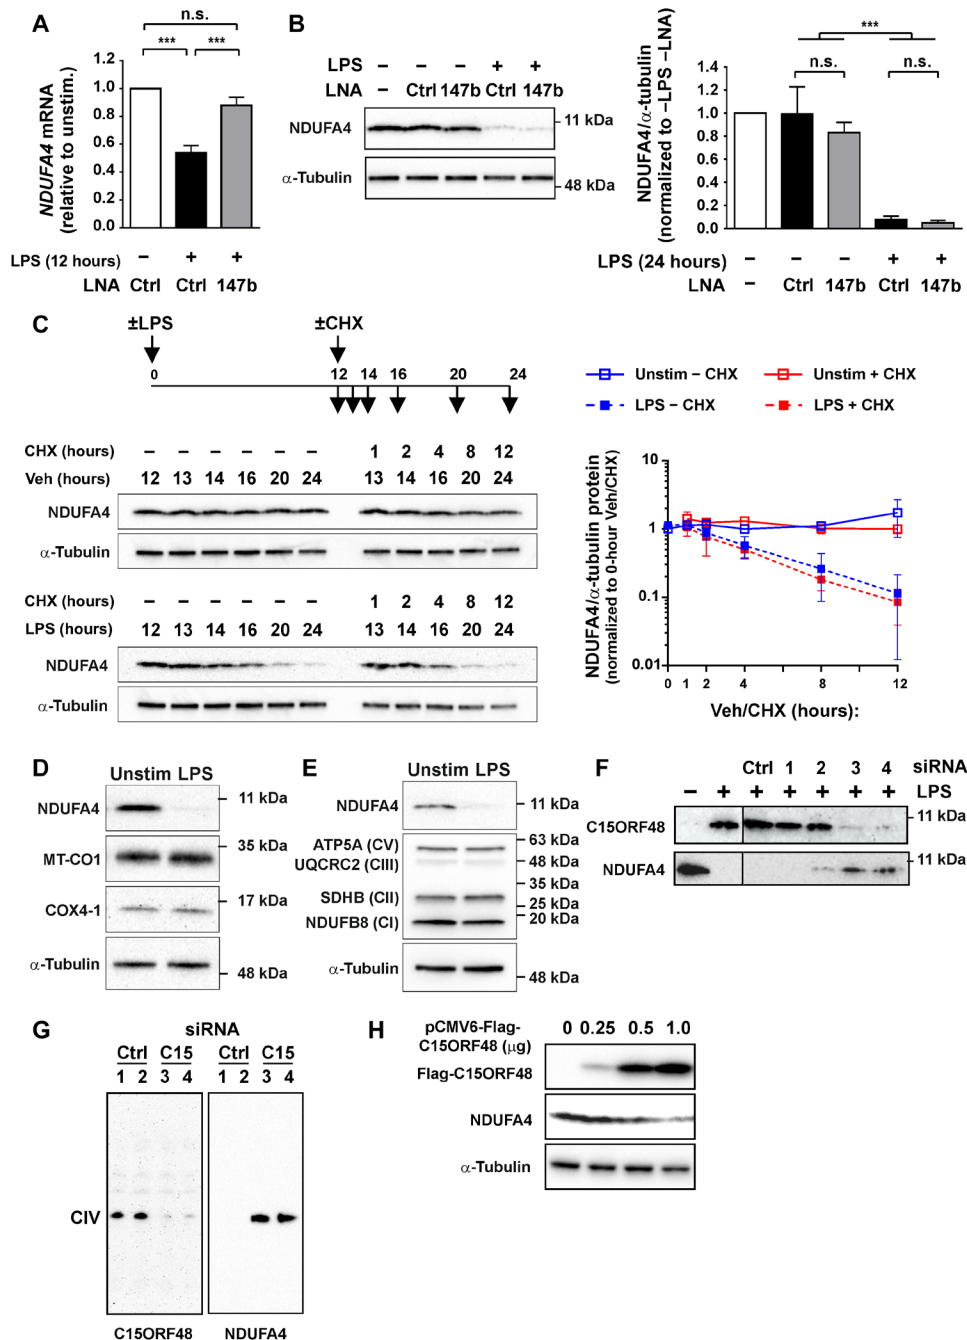 A
n.s.
*** ***
NDUFA4 mRNA
(relative to unstim.)
1.2
1.0
0.8
0.6
0.4
0.2
0.0
LPS (12 hours) – + +
LNA Ctrl Ctrl 147b
B
LPS – – – + +
LNA – Ctrl 147b Ctrl 147b
NDUFA4
11 kDa
α-Tubulin
48 kDa
***
n.s. n.s.
NDUFA4/α-tubulin
(normalized to –LPS –LNA)
1.4
1.2
1.0
0.8
0.6
0.4
0.2
0.0
LPS (24 hours) – – – + +
LNA – Ctrl 147b Ctrl 147b
C
±LPS ±CHX
0 12 14 16 20 24
CHX (hours) – – – – – – 1 2 4 8 12
Veh (hours) 12 13 14 16 20 24 13 14 16 20 24
NDUFA4
α-Tubulin
CHX (hours) – – – – – – 1 2 4 8 12
LPS (hours) 12 13 14 16 20 24 13 14 16 20 24
NDUFA4
α-Tubulin
Unstim – CHX Unstim + CHX
LPS – CHX LPS + CHX
NDUFA4/α-tubulin protein
(normalized to 0-hour Veh/CHX)
10
1
0.1
0.01
0 1 2 4 8 12
Veh/CHX (hours):
D
Unstim LPS
NDUFA4
11 kDa
MT-CO1
35 kDa
COX4-1
17 kDa
α-Tubulin
48 kDa
E
Unstim LPS
NDUFA4
11 kDa
ATP5A (CV)
63 kDa
UQCRC2 (CIII)
48 kDa
35 kDa
SDHB (CII)
25 kDa
NDUFB8 (CI)
20 kDa
α-Tubulin
48 kDa
F
Ctrl 1 2 3 4 siRNA
– + + + + + + LPS
C15ORF48
11 kDa
NDUFA4
11 kDa
G
siRNA
Ctrl C15 Ctrl C15
1 2 3 4 1 2 3 4
CIV
C15ORF48 NDUFA4
H
pCMV6-Flag-
C15ORF48 (μg)
0 0.25 0.5 1.0
Flag-C15ORF48
NDUFA4
α-Tubulin